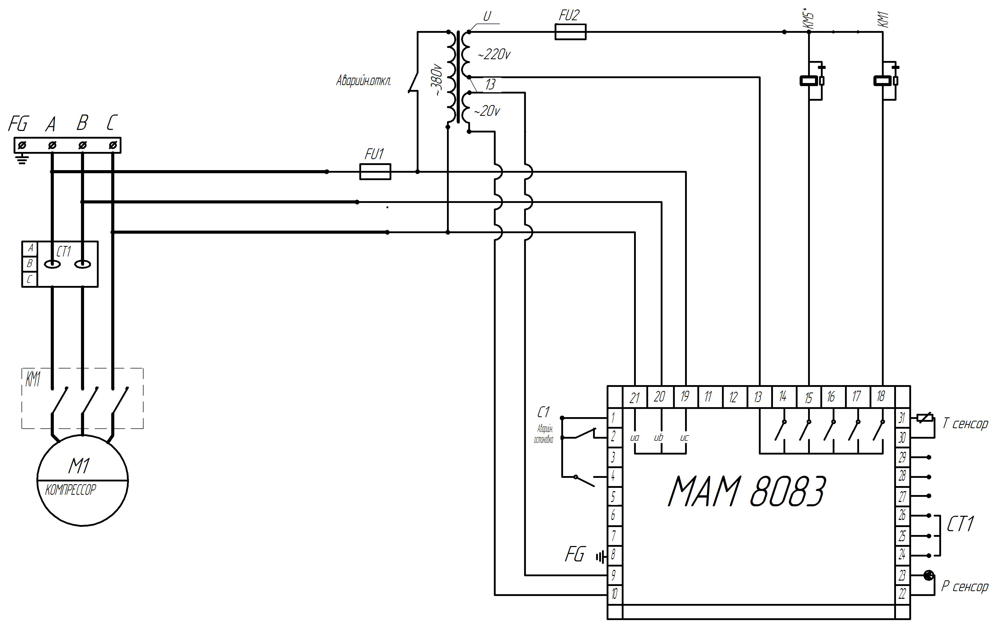 U
FU2
KM5*
KM1
~220v
Аварийн.откл.
~380v
13
~20v
FG
A
B
C
FU1
A
CT1
B
C
KM1
21
20
19
11
12
13
14
15
16
17
18
C1
Аварийн.
остановка
1
2
3
4
5
6
7
8
9
10
ua
ub
uc
31
30
29
28
27
26
25
24
23
22
T сенсор
M1
КОМПРЕССОР
MAM 8083
CT1
FG
P сенсор